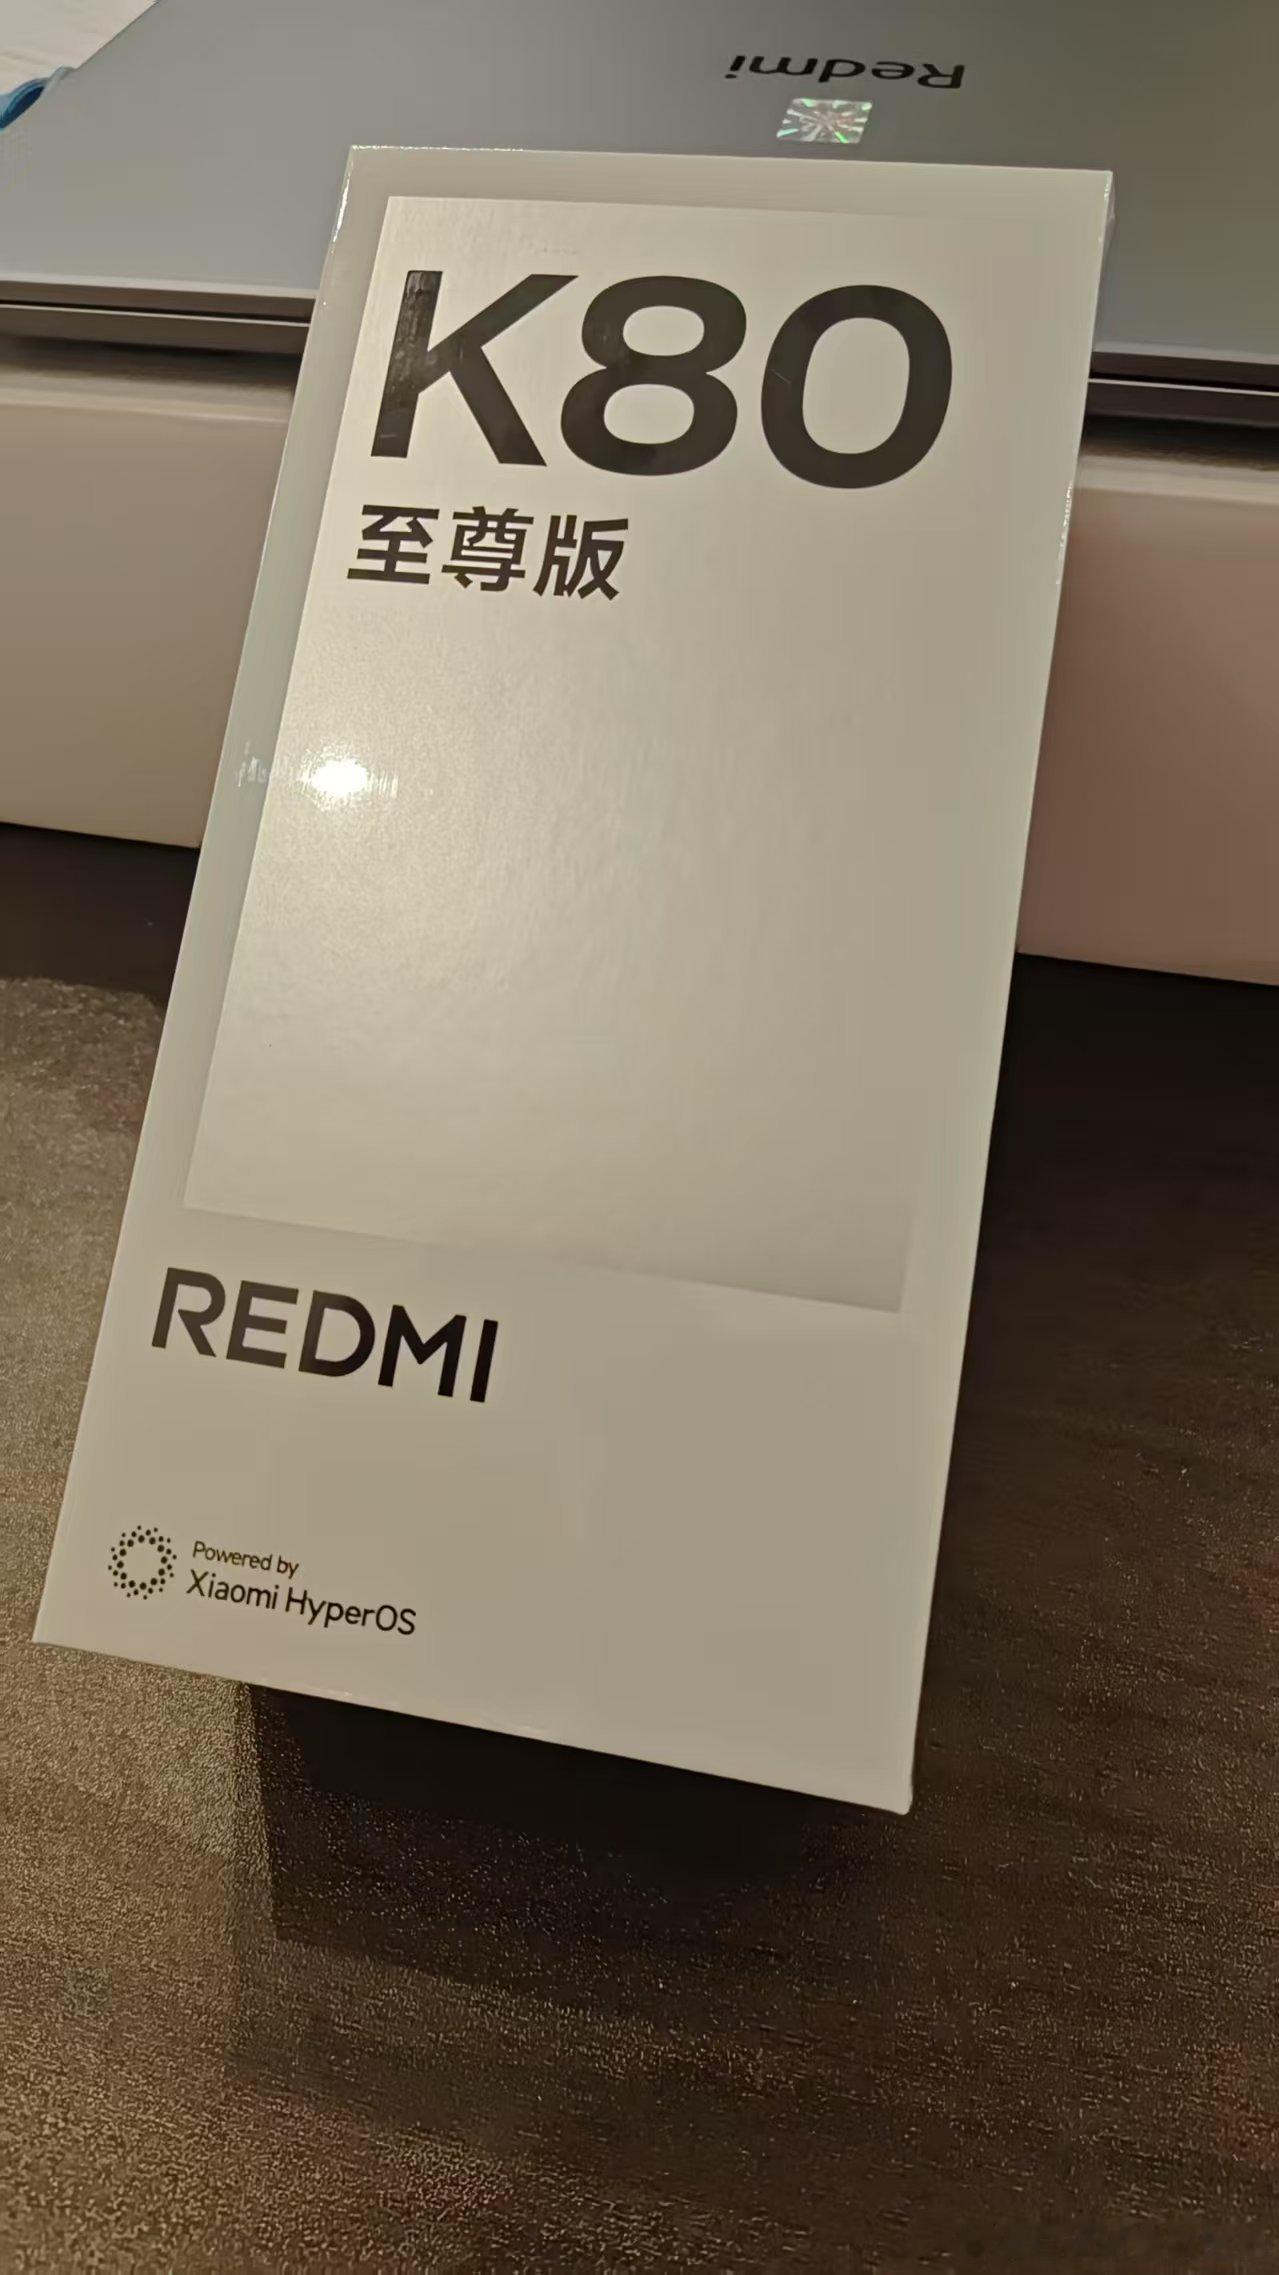 Redmi
K80
至尊版
REDMI
Powered by
Xiaomi HyperOS